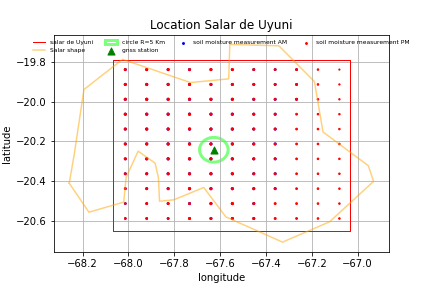 Location Salar de Uyuni
salar de Uyuni circle R=5 Km soil moisture measurement AM soil moisture measurement PM
Salar shape gnss station
−19.8
−20.0
−20.2
−20.4
−20.6
latitude
−68.2 −68.0 −67.8 −67.6 −67.4 −67.2 −67.0
longitude